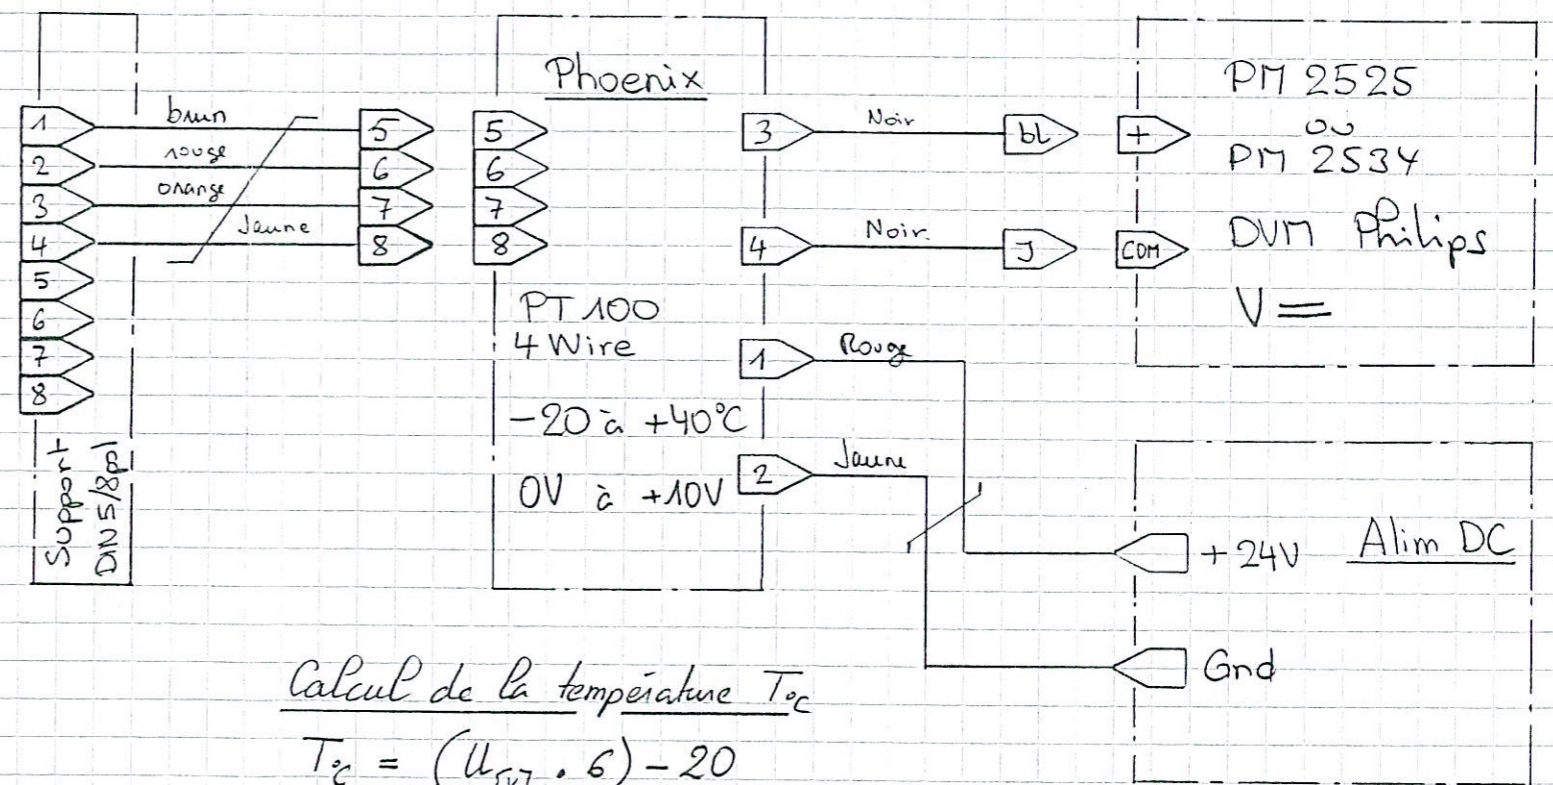 Phoenix
PM 2525
ou
PM 2534
DVM Philips
V
1
2
3
4
5
6
7
8
brun
rouge
orange
Jaune
5
6
7
8
5
6
7
8
3
Noir
bL
+
4
Noir.
J
COM
PT 100
4 Wire
-20 à +40°C
0V à +10V
1
Rouge
2
Jaune
Support
DIN 5/8pl
+24V
Alim DC
Gnd
Calcul de la température T°C
T°C = (U[V] . 6) - 20